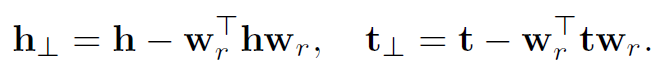 h⊥ = h − w_r^⊤ h w_r, t⊥ = t − w_r^⊤ t w_r.